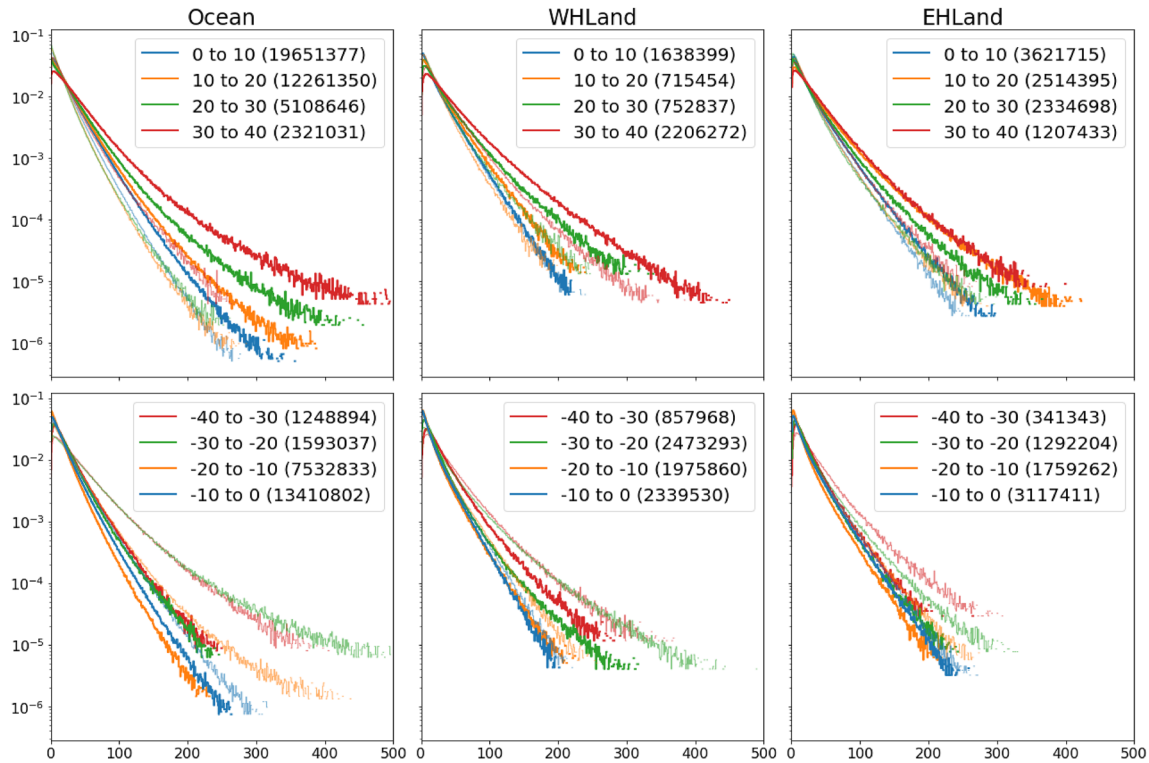 Ocean
WHLand
EHLand
10⁻¹
10⁻²
10⁻³
10⁻⁴
10⁻⁵
10⁻⁶
0 to 10 (19651377)
10 to 20 (12261350)
20 to 30 (5108646)
30 to 40 (2321031)
0 to 10 (1638399)
10 to 20 (715454)
20 to 30 (752837)
30 to 40 (2206272)
0 to 10 (3621715)
10 to 20 (2514395)
20 to 30 (2334698)
30 to 40 (1207433)
10⁻¹
10⁻²
10⁻³
10⁻⁴
10⁻⁵
10⁻⁶
-40 to -30 (1248894)
-30 to -20 (1593037)
-20 to -10 (7532833)
-10 to 0 (13410802)
-40 to -30 (857968)
-30 to -20 (2473293)
-20 to -10 (1975860)
-10 to 0 (2339530)
-40 to -30 (341343)
-30 to -20 (1292204)
-20 to -10 (1759262)
-10 to 0 (3117411)
0 100 200 300 400 500
0 100 200 300 400 500
0 100 200 300 400 500